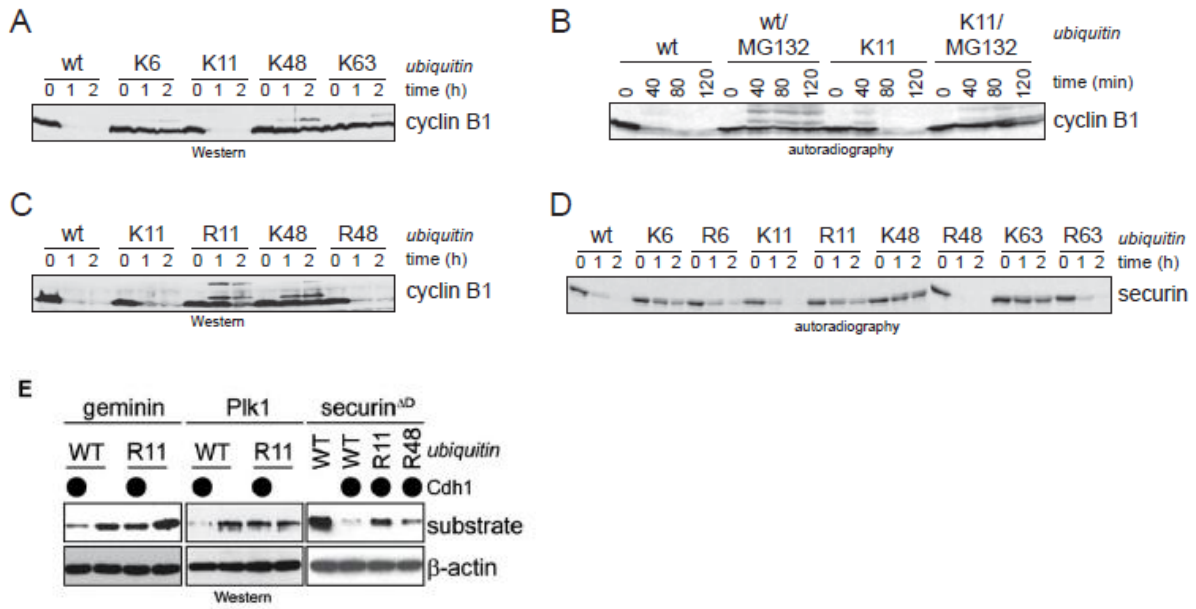 A
wt K6 K11 K48 K63 ubiquitin
0 1 2 0 1 2 0 1 2 0 1 2 0 1 2 time (h)
cyclin B1
Western
B
wt wt/MG132 K11 K11/MG132 ubiquitin
0 40 80 120 0 40 80 120 0 40 80 120 0 40 80 120 time (min)
cyclin B1
autoradiography
C
wt K11 R11 K48 R48 ubiquitin
0 1 2 0 1 2 0 1 2 0 1 2 0 1 2 time (h)
cyclin B1
Western
D
wt K6 R6 K11 R11 K48 R48 K63 R63 ubiquitin
0 1 2 0 1 2 0 1 2 0 1 2 0 1 2 0 1 2 0 1 2 0 1 2 0 1 2 time (h)
securin
autoradiography
E
geminin Plk1 securinΔD
WT R11 WT R11 WT WT R11 R48 ubiquitin
Cdh1
substrate
β-actin
Western